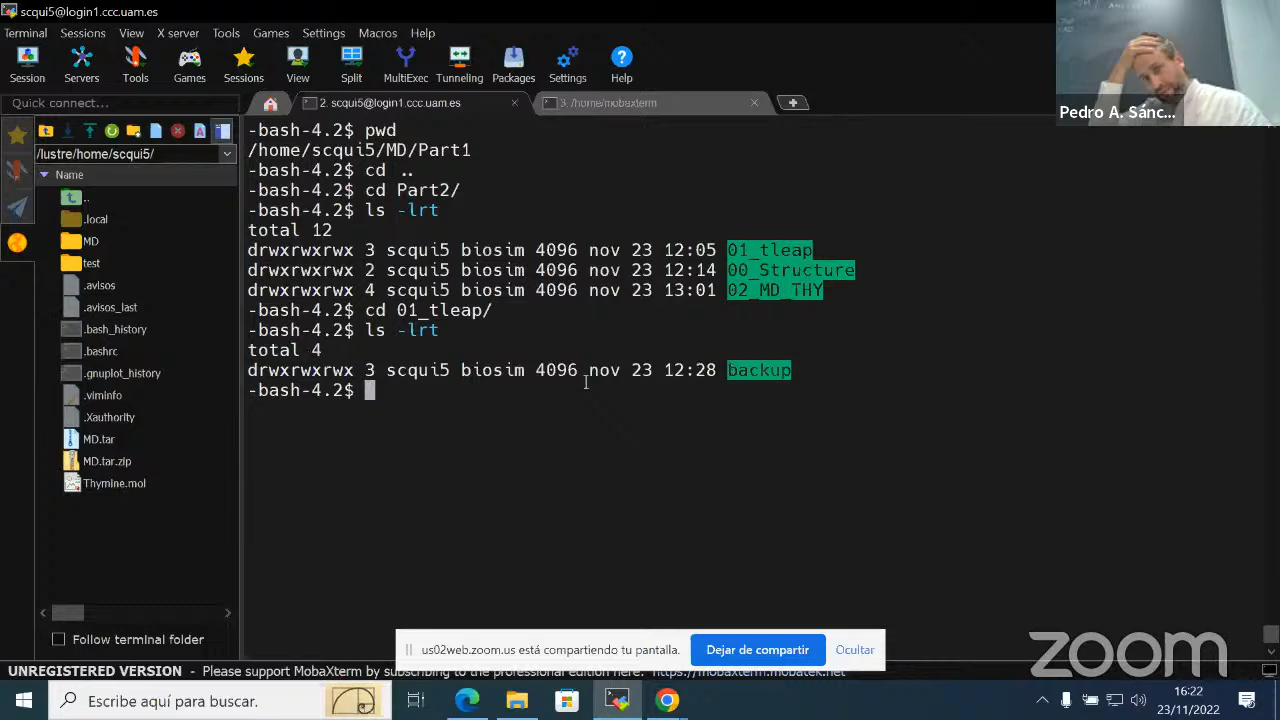 scqui5@login1.ccc.uam.es
Terminal Sessions View X server Tools Games Settings Macros Help
Session Servers Tools Games Sessions View Split MultiExec Tunneling Packages Settings Help
Quick connect...
2. scqui5@login1.ccc.uam.es
3. /home/mobaxterm
Pedro A. Sánc...
/lustre/home/scqui5/
Name
..
.local
MD
test
.avisos
.avisos_last
.bash_history
.bashrc
.gnuplot_history
.viminfo
.Xauthority
MD.tar
MD.tar.zip
Thymine.mol
Follow terminal folder
-bash-4.2$ pwd
/home/scqui5/MD/Part1
-bash-4.2$ cd ..
-bash-4.2$ cd Part2/
-bash-4.2$ ls -lrt
total 12
drwxrwxrwx 3 scqui5 biosim 4096 nov 23 12:05 01_tleap
drwxrwxrwx 2 scqui5 biosim 4096 nov 23 12:14 00_Structure
drwxrwxrwx 4 scqui5 biosim 4096 nov 23 13:01 02_MD_THY
-bash-4.2$ cd 01_tleap/
-bash-4.2$ ls -lrt
total 4
drwxrwxrwx 3 scqui5 biosim 4096 nov 23 12:28 backup
-bash-4.2$
us02web.zoom.us está compartiendo tu pantalla. Dejar de compartir Ocultar
zoom
UNREGISTERED VERSION - Please support MobaXterm by subscribing to the professional edition here: https://mobaxterm.mobatek.net
Escribe aquí para buscar.
16:22
23/11/2022